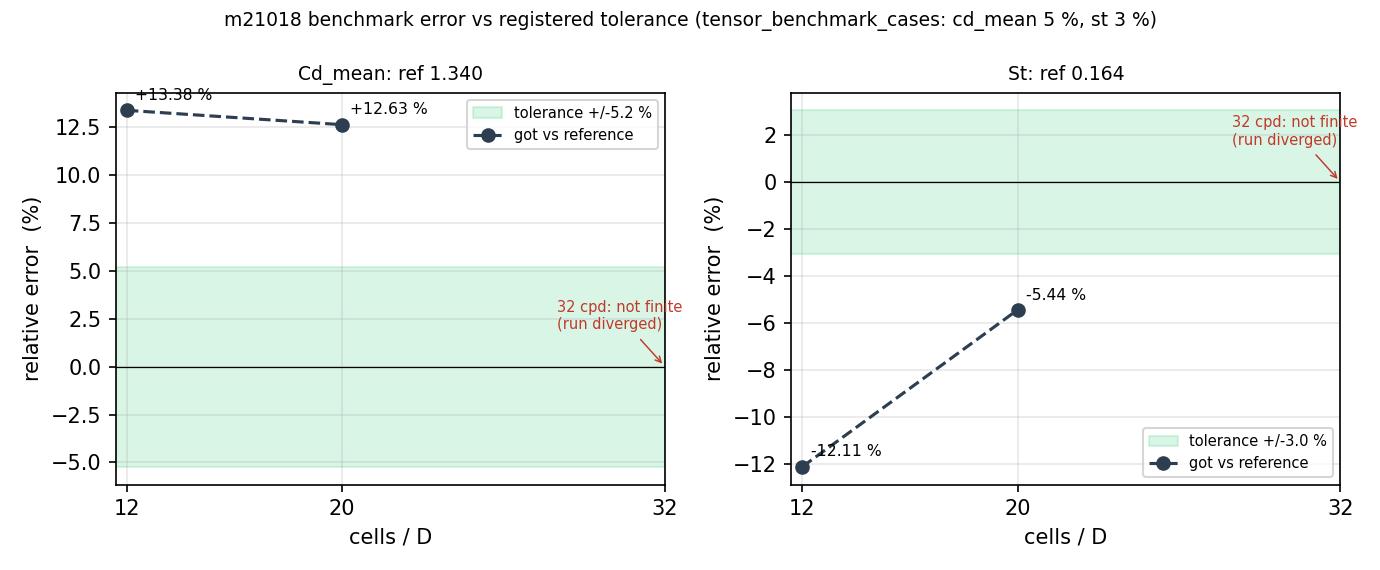 m21018 benchmark error vs registered tolerance (tensor_benchmark_cases: cd_mean 5 %, st 3 %)
Cd_mean: ref 1.340
relative error (%)
12.5
10.0
7.5
5.0
2.5
0.0
−2.5
−5.0
+13.38 %
+12.63 %
tolerance +/-5.2 %
got vs reference
32 cpd: not finite
(run diverged)
12
20
32
cells / D
St: ref 0.164
relative error (%)
2
0
−2
−4
−6
−8
−10
−12
32 cpd: not finite
(run diverged)
-5.44 %
-12.11 %
tolerance +/-3.0 %
got vs reference
12
20
32
cells / D